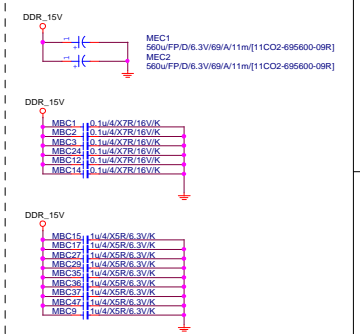 DDR_15V
1
MEC1
+
560u/FP/D/6.3V/69/A/11m/[11CO2-695600-09R]
1
MEC2
+
560u/FP/D/6.3V/69/A/11m/[11CO2-695600-09R]
DDR_15V
MBC1 0.1u/4/X7R/16V/K
MBC2 0.1u/4/X7R/16V/K
MBC3 0.1u/4/X7R/16V/K
MBC24 0.1u/4/X7R/16V/K
MBC12 0.1u/4/X7R/16V/K
MBC14 0.1u/4/X7R/16V/K
DDR_15V
MBC15 1u/4/X5R/6.3V/K
MBC17 1u/4/X5R/6.3V/K
MBC27 1u/4/X5R/6.3V/K
MBC29 1u/4/X5R/6.3V/K
MBC35 1u/4/X5R/6.3V/K
MBC36 1u/4/X5R/6.3V/K
MBC37 1u/4/X5R/6.3V/K
MBC47 1u/4/X5R/6.3V/K
MBC9 1u/4/X5R/6.3V/K